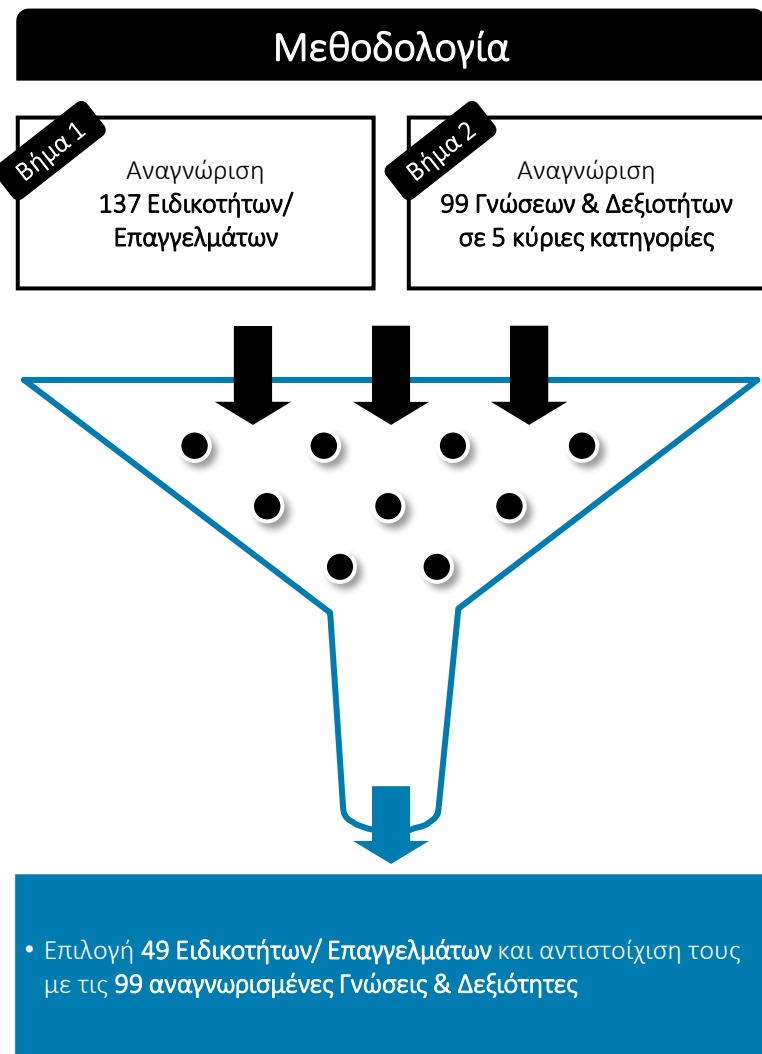 Μεθοδολογία
Βήμα 1
Αναγνώριση
137 Ειδικοτήτων/
Επαγγελμάτων
Βήμα 2
Αναγνώριση
99 Γνώσεων & Δεξιοτήτων
σε 5 κύριες κατηγορίες
• Επιλογή 49 Ειδικοτήτων/ Επαγγελμάτων και αντιστοίχιση τους
με τις 99 αναγνωρισμένες Γνώσεις & Δεξιότητες